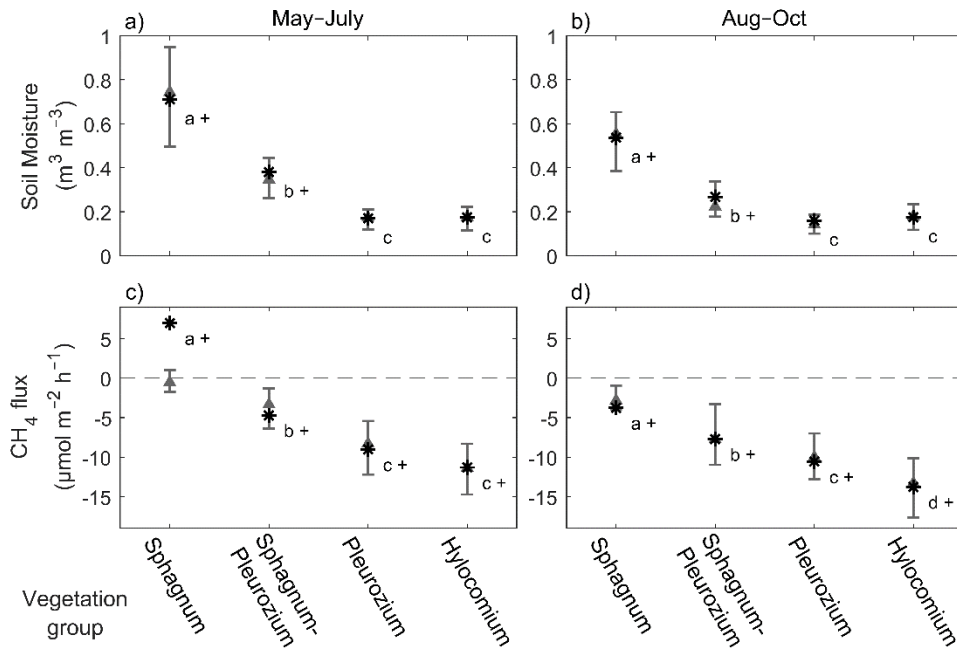 May–July
Aug–Oct
a)
b)
Soil Moisture
(m³ m⁻³)
1
0.8
0.6
0.4
0.2
0
a +
b +
c
c
1
0.8
0.6
0.4
0.2
0
a +
b +
c
c
c)
d)
CH₄ flux
(µmol m⁻² h⁻¹)
5
0
-5
-10
-15
a +
b +
c +
c +
5
0
-5
-10
-15
a +
b +
c +
d +
Vegetation
group
Sphagnum
Sphagnum-
Pleurozium
Pleurozium
Hylocomium
Sphagnum
Sphagnum-
Pleurozium
Pleurozium
Hylocomium